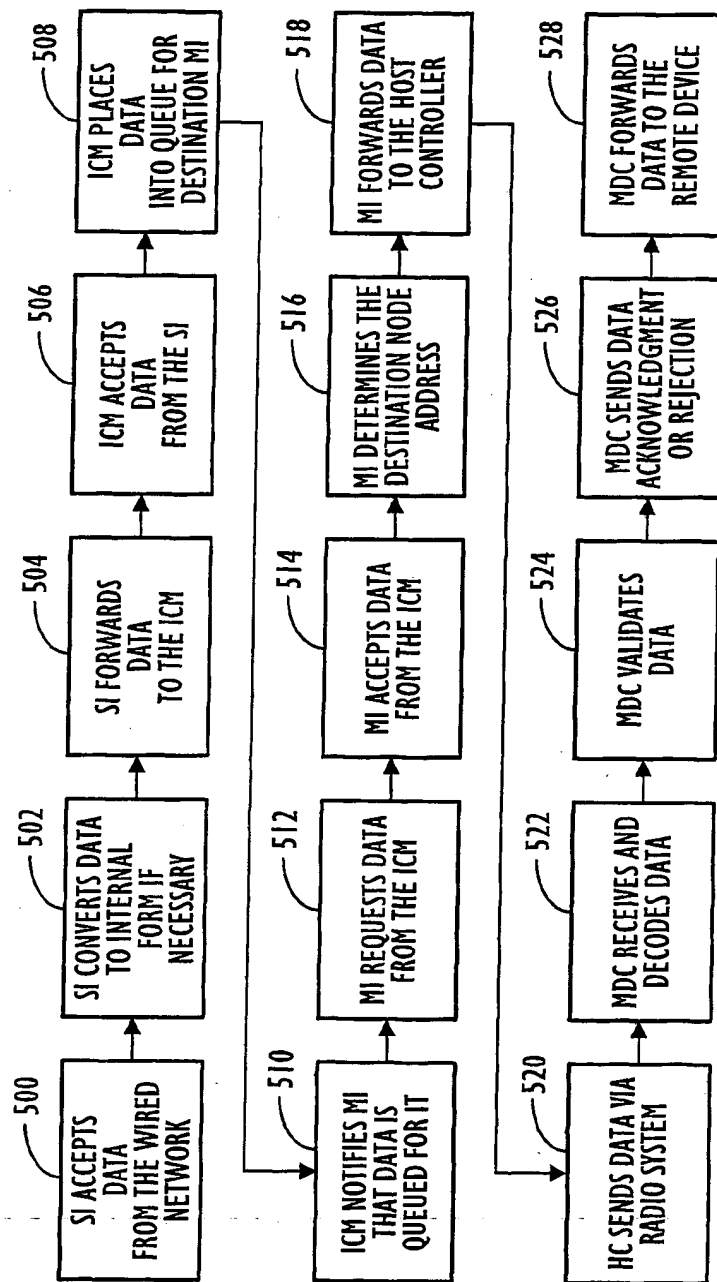 500
SI ACCEPTS
DATA
FROM THE WIRED
NETWORK
502
SI CONVERTS DATA
TO INTERNAL
FORM IF
NECESSARY
504
SI FORWARDS
DATA
TO THE ICM
506
ICM ACCEPTS
DATA
FROM THE SI
508
ICM PLACES
DATA
INTO QUEUE FOR
DESTINATION MI
510
ICM NOTIFIES MI
THAT DATA IS
QUEUED FOR IT
512
MI REQUESTS DATA
FROM THE ICM
514
MI ACCEPTS DATA
FROM THE ICM
516
MI DETERMINES THE
DESTINATION NODE
ADDRESS
518
MI FORWARDS DATA
TO THE HOST
CONTROLLER
520
HC SENDS DATA VIA
RADIO SYSTEM
522
MDC RECEIVES AND
DECODES DATA
524
MDC VALIDATES
DATA
526
MDC SENDS DATA
ACKNOWLEDGMENT
OR REJECTION
528
MDC FORWARDS
DATA TO THE
REMOTE DEVICE